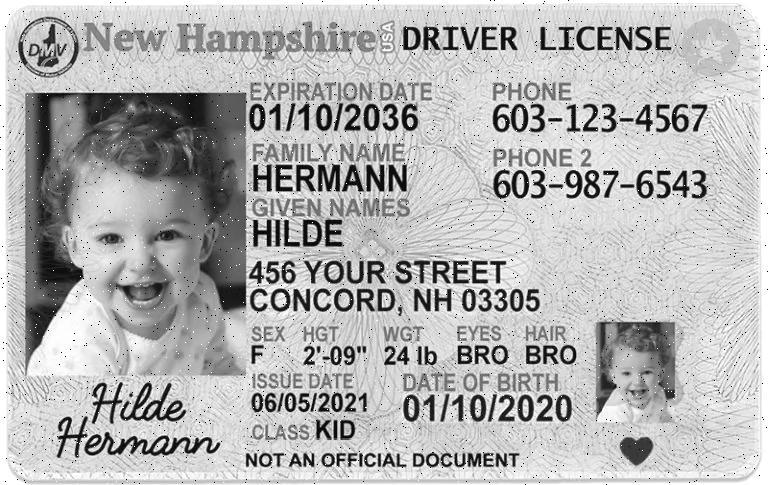 DMV
New Hampshire USA DRIVER LICENSE
EXPIRATION DATE
01/10/2036
PHONE
603-123-4567
FAMILY NAME
HERMANN
PHONE 2
603-987-6543
GIVEN NAMES
HILDE
456 YOUR STREET
CONCORD, NH 03305
SEX HGT WGT EYES HAIR
F 2'-09" 24 lb BRO BRO
ISSUE DATE
06/05/2021
DATE OF BIRTH
01/10/2020
CLASS KID
Hilde
Hermann
NOT AN OFFICIAL DOCUMENT